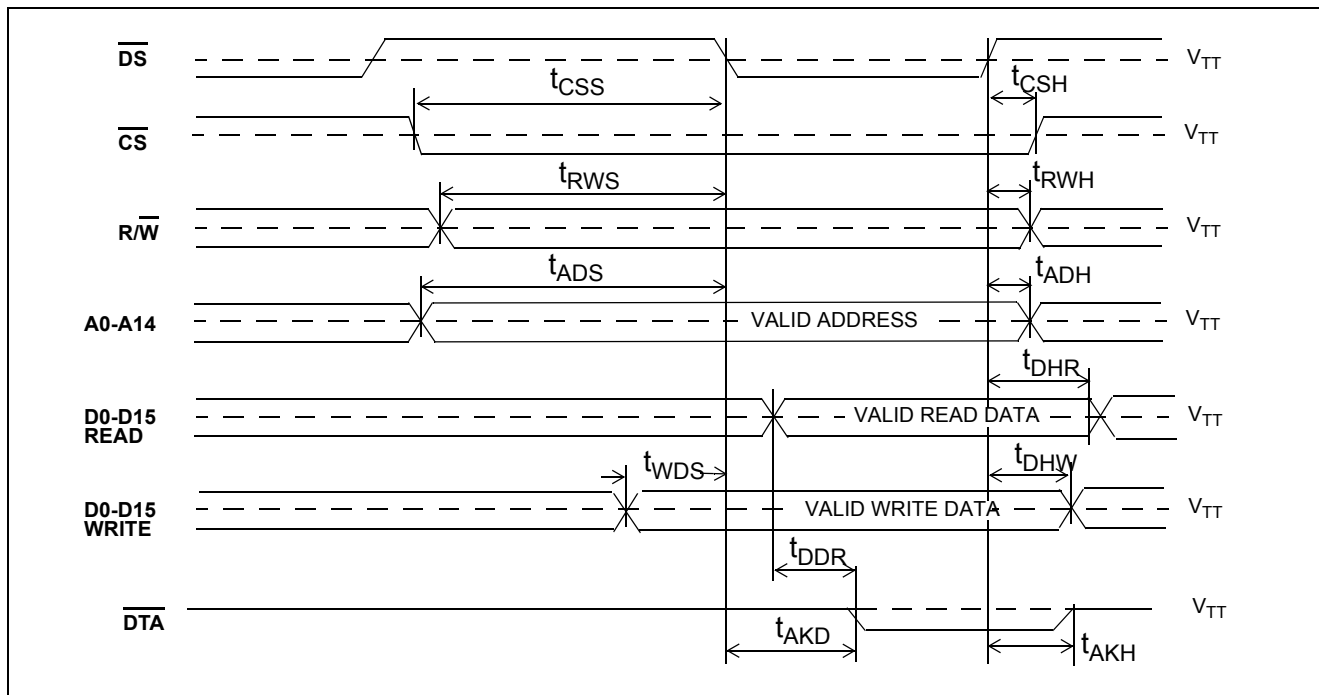 DS VTT
tCSS tCSH
CS VTT
tRWS tRWH
R/W VTT
tADS tADH
A0-A14 VALID ADDRESS VTT
tDHR
D0-D15 READ VALID READ DATA VTT
tWDS tDHW
D0-D15 WRITE VALID WRITE DATA VTT
tDDR
DTA VTT
tAKD tAKH